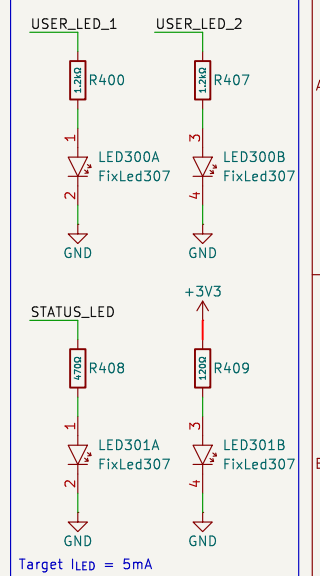 USER_LED_1
USER_LED_2
1.2kΩ
R400
1.2kΩ
R407
1
3
LED300A
FixLed307
LED300B
FixLed307
2
4
GND
GND
A
+3V3
STATUS_LED
470Ω
R408
120Ω
R409
1
3
LED301A
FixLed307
LED301B
FixLed307
2
4
GND
GND
Target ILED = 5mA